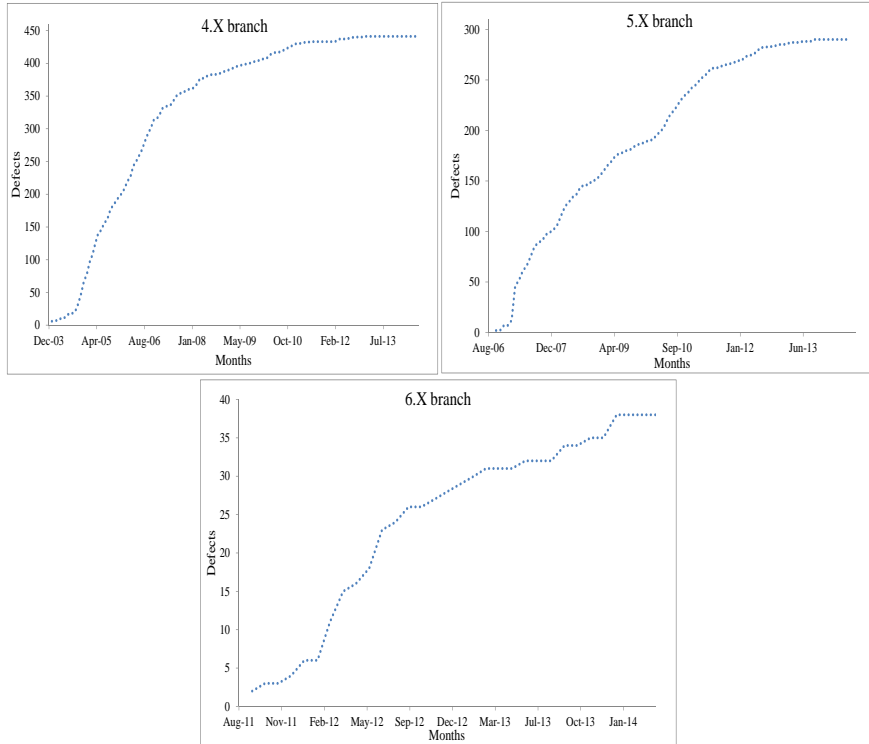 4.X branch
450
400
350
300
250
200
150
100
50
0
Defects
Dec-03 Apr-05 Aug-06 Jan-08 May-09 Oct-10 Feb-12 Jul-13
Months
5.X branch
300
250
200
150
100
50
0
Defects
Aug-06 Dec-07 Apr-09 Sep-10 Jan-12 Jun-13
Months
6.X branch
40
35
30
25
20
15
10
5
0
Defects
Aug-11 Nov-11 Feb-12 May-12 Sep-12 Dec-12 Mar-13 Jul-13 Oct-13 Jan-14
Months